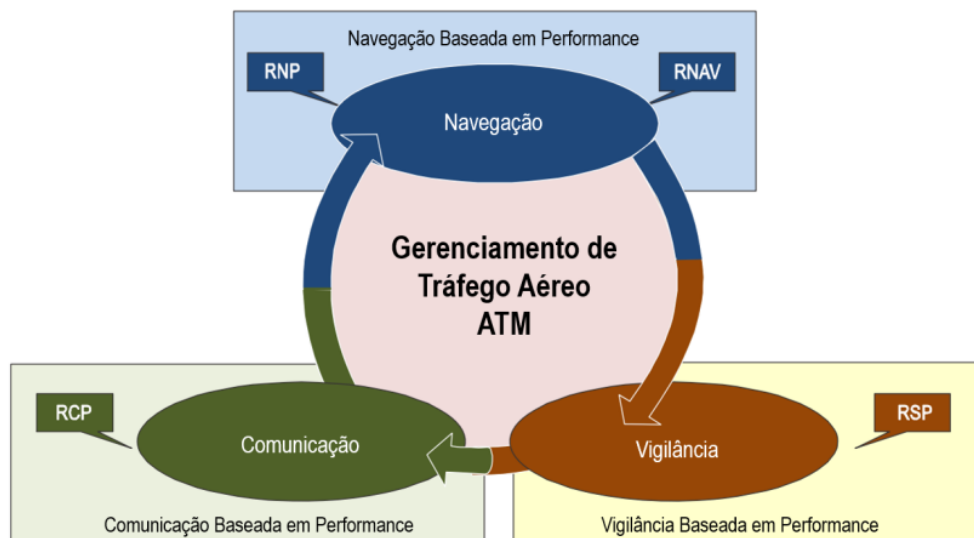 Navegação Baseada em Performance
RNP
RNAV
Navegação
Gerenciamento de
Tráfego Aéreo
ATM
RCP
RSP
Comunicação
Vigilância
Comunicação Baseada em Performance
Vigilância Baseada em Performance